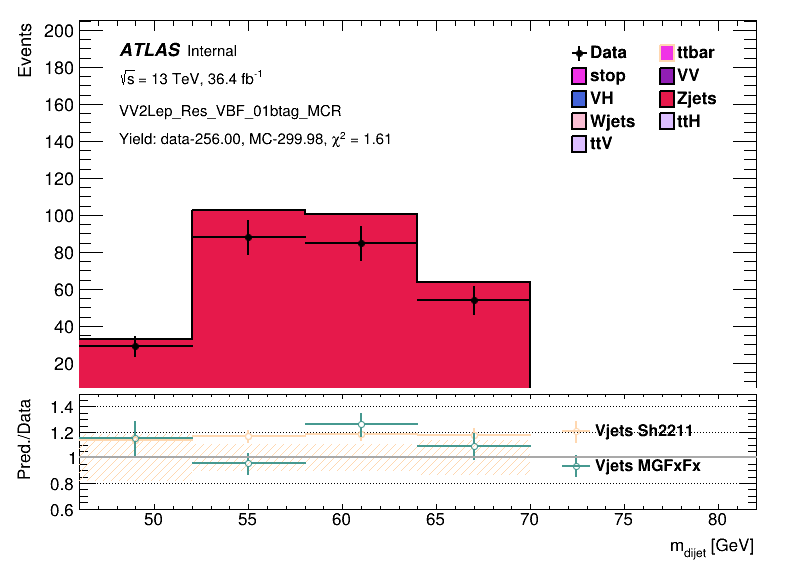 Events
200
180
160
140
120
100
80
60
40
20
ATLAS Internal
√s = 13 TeV, 36.4 fb⁻¹
VV2Lep_Res_VBF_01btag_MCR
Yield: data-256.00, MC-299.98, χ² = 1.61
Data ttbar
stop VV
VH Zjets
Wjets ttH
ttV
Pred./Data
1.4
1.2
1
0.8
0.6
Vjets Sh2211
Vjets MGFxFx
50 55 60 65 70 75 80
m_dijet [GeV]